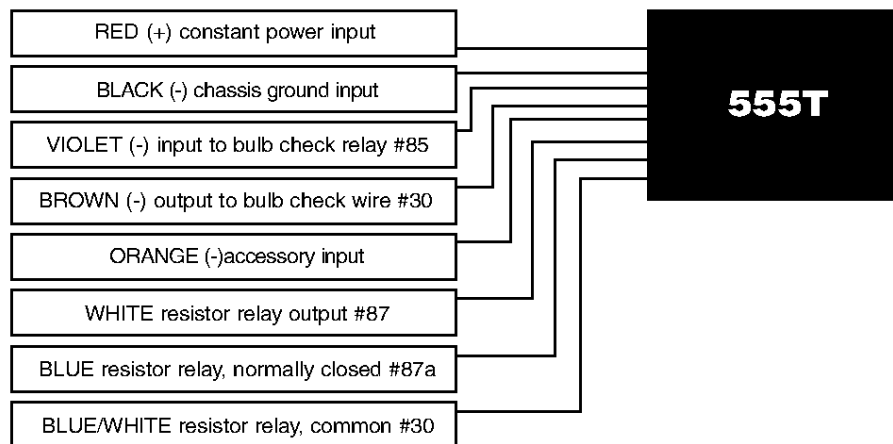 RED (+) constant power input
BLACK (-) chassis ground input
VIOLET (-) input to bulb check relay #85
BROWN (-) output to bulb check wire #30
ORANGE (-)accessory input
WHITE resistor relay output #87
BLUE resistor relay, normally closed #87a
BLUE/WHITE resistor relay, common #30
555T